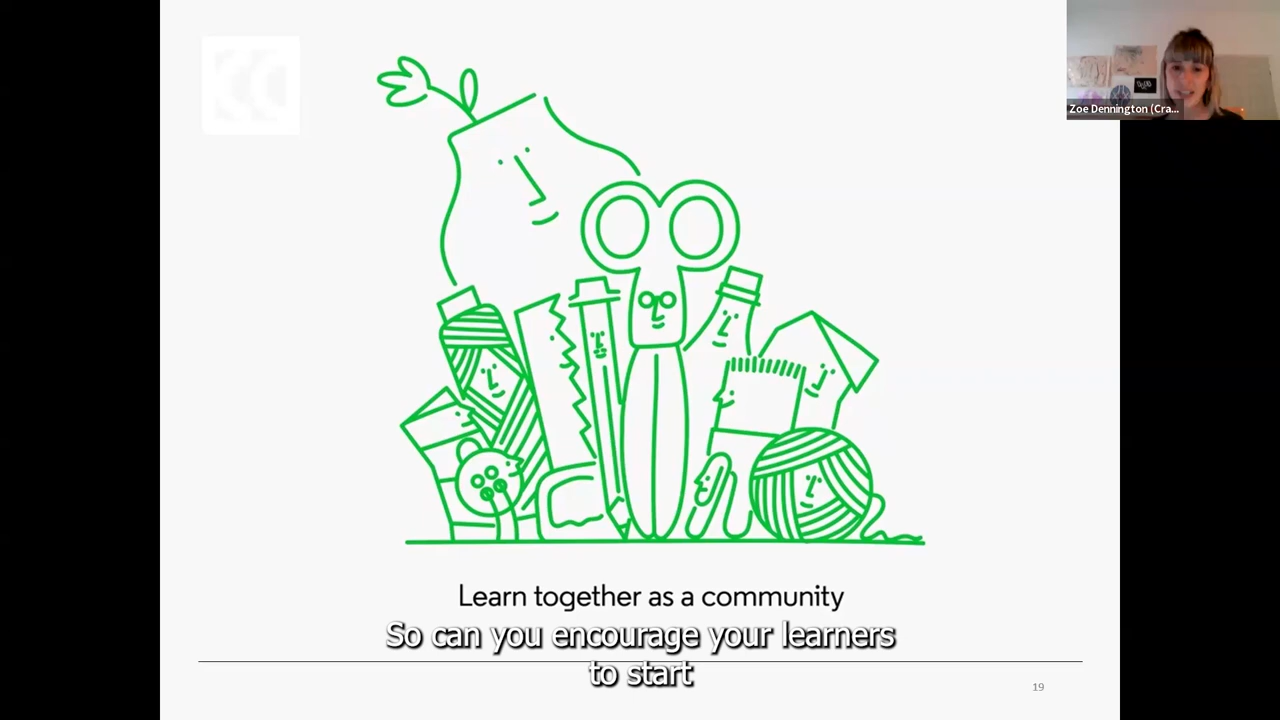 Zoe Dennington (Cra...
Learn together as a community
So can you encourage your learners
to start
19